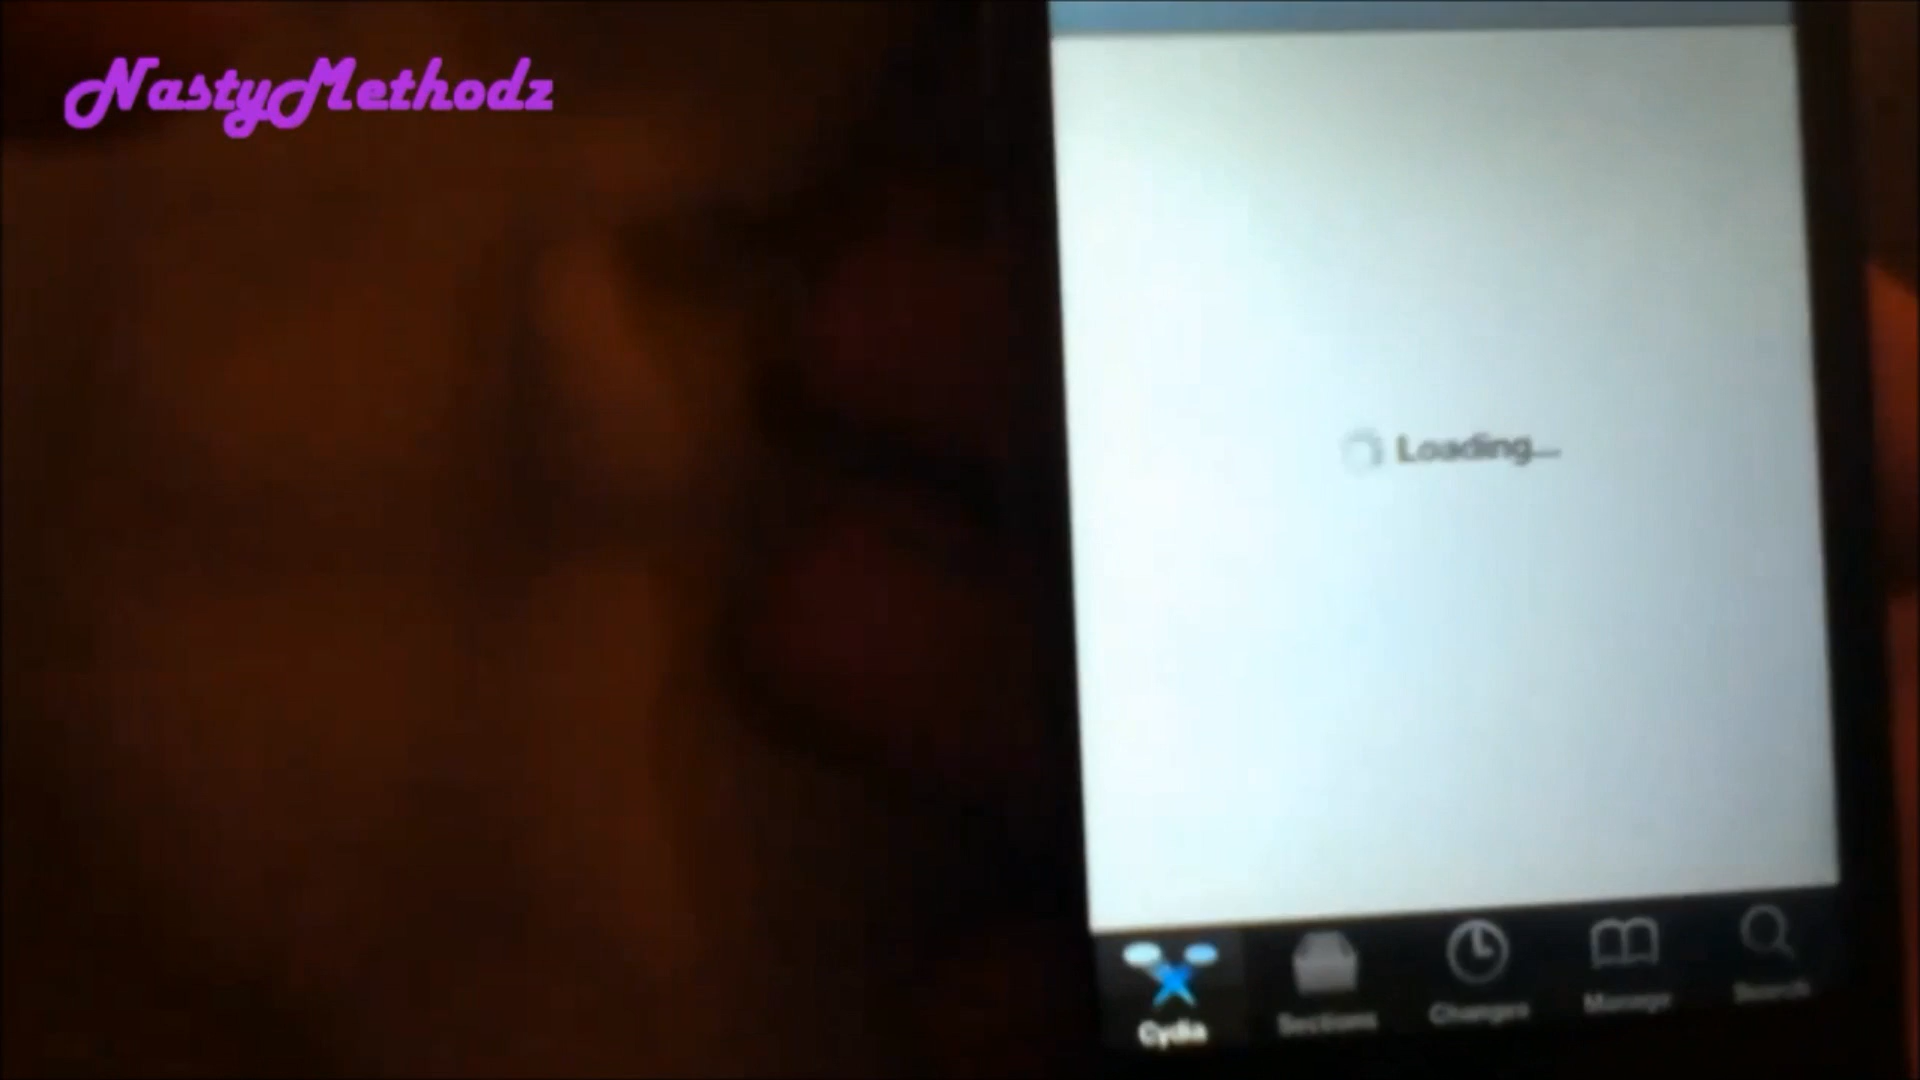 NastyMethodz
Loading...
Cydia
Sections
Changes
Manage
Search